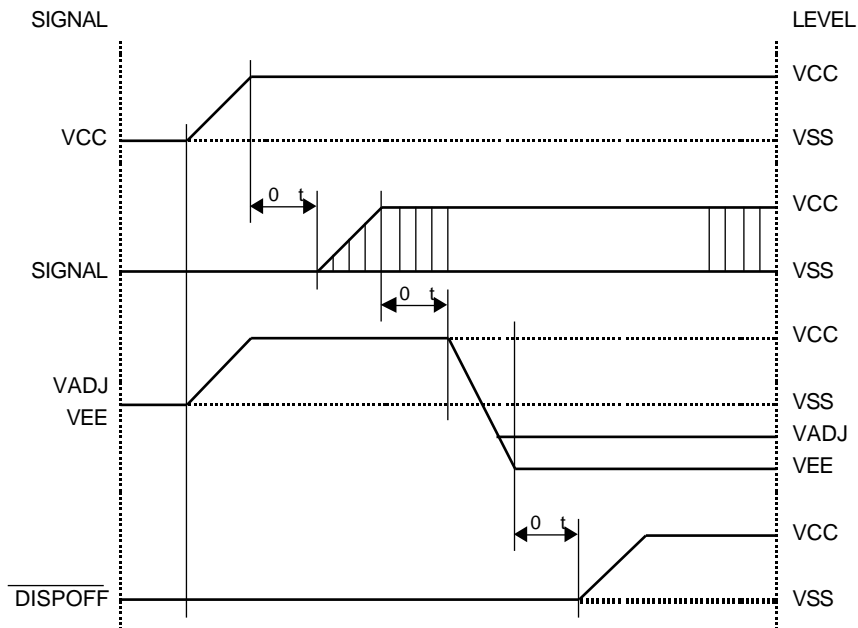 SIGNAL LEVEL
VCC
VCC VSS
0 t VCC
SIGNAL VSS
0 t
VCC
VADJ
VEE VSS
VADJ
VEE
0 t VCC
DISPOFF VSS